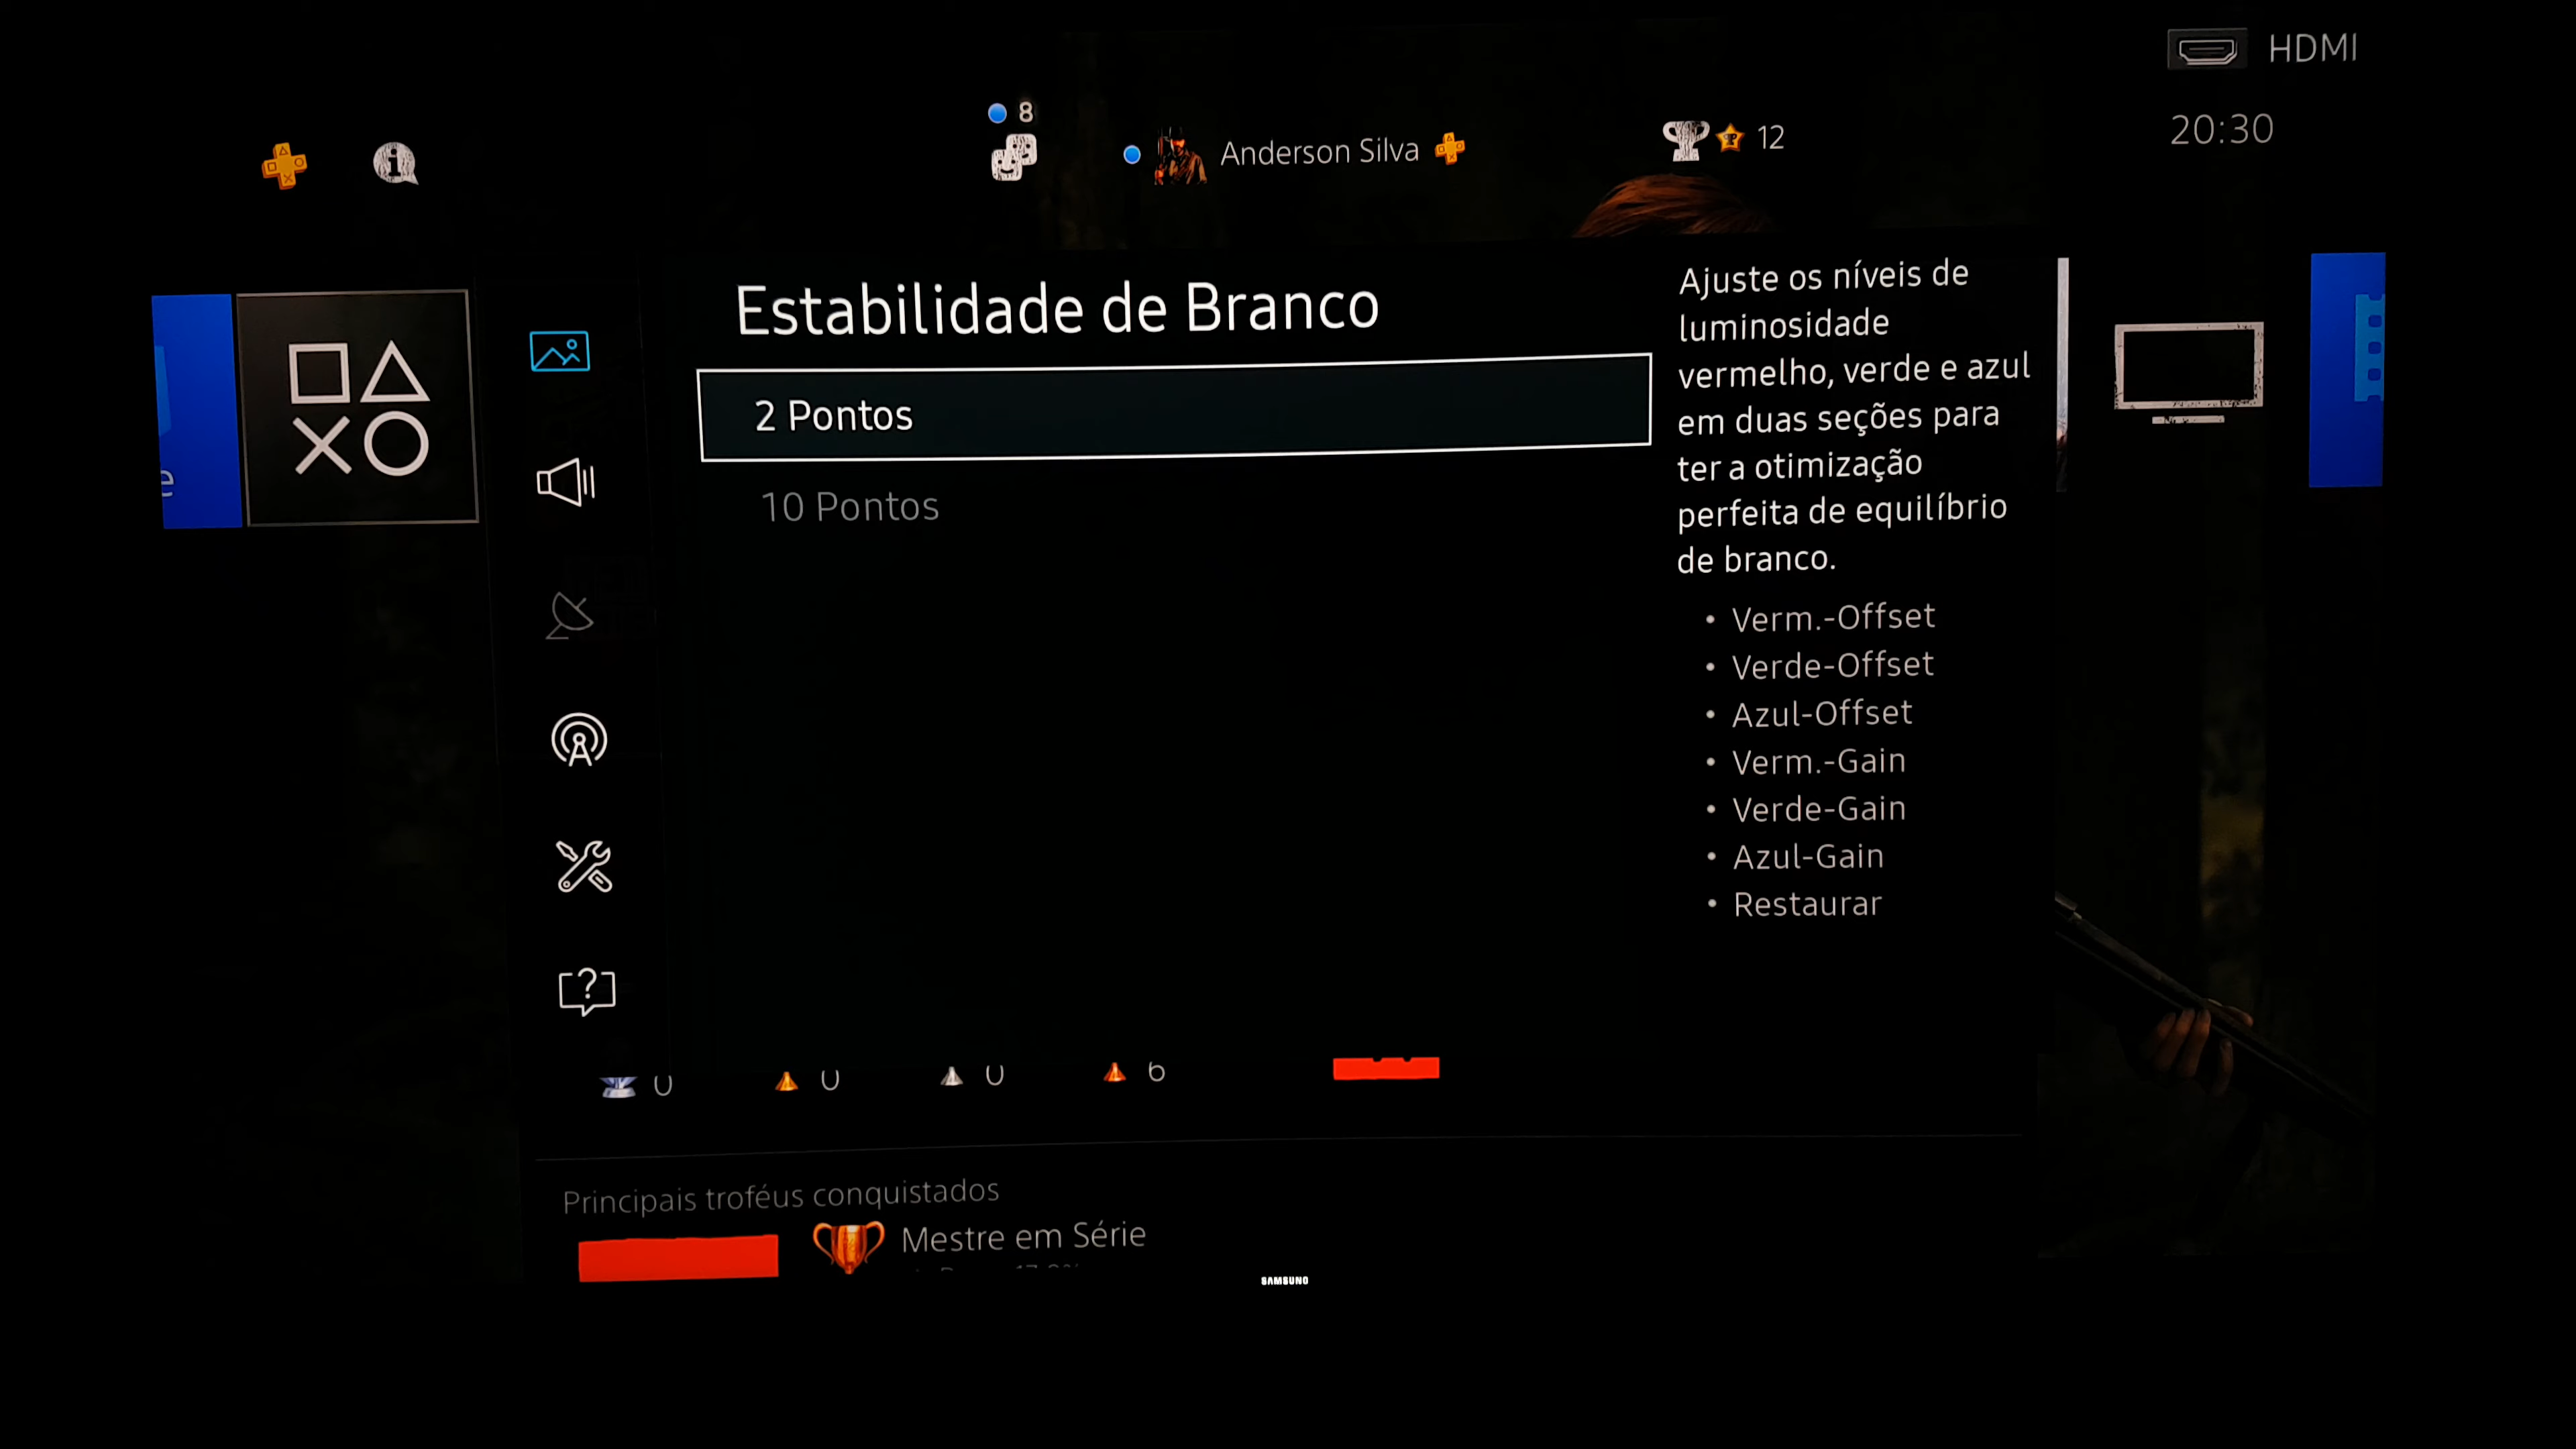 HDMI
8
Anderson Silva
12
20:30
Estabilidade de Branco
2 Pontos
10 Pontos
Ajuste os níveis de
luminosidade
vermelho, verde e azul
em duas seções para
ter a otimização
perfeita de equilíbrio
de branco.
• Verm.-Offset
• Verde-Offset
• Azul-Offset
• Verm.-Gain
• Verde-Gain
• Azul-Gain
• Restaurar
e
0 0 0 6
Principais troféus conquistados
Mestre em Série
SAMSUNG